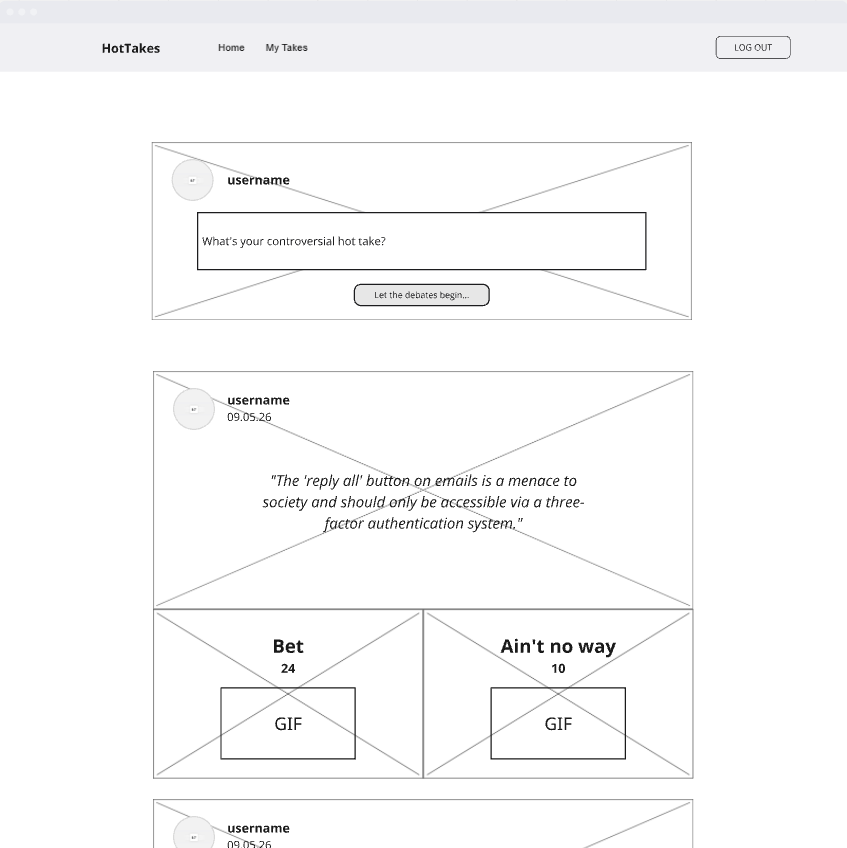 HotTakes
Home
My Takes
LOG OUT
username
What's your controversial hot take?
Let the debates begin...
username
09.05.26
"The 'reply all' button on emails is a menace to
society and should only be accessible via a three-
factor authentication system."
Bet
24
GIF
Ain't no way
10
GIF
username
09.05.26